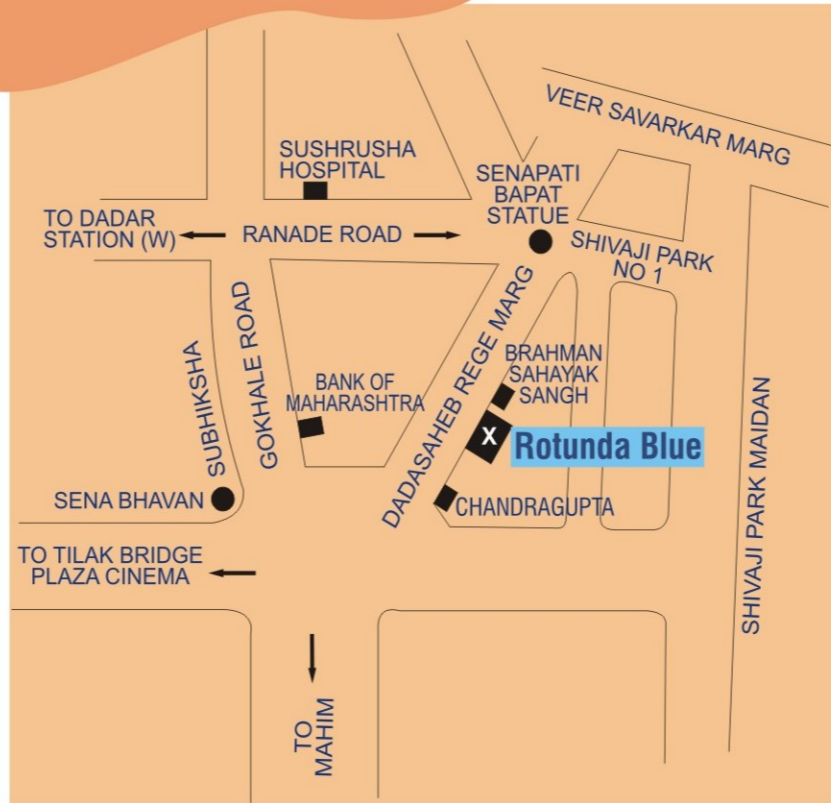 VEER SAVARKAR MARG
SUSHRUSHA
HOSPITAL
SENAPATI
BAPAT
STATUE
TO DADAR
STATION (W)
RANADE ROAD
SHIVAJI PARK
NO 1
DADASAHEB REGE MARG
GOKHALE ROAD
SUBHIKSHA
BANK OF
MAHARASHTRA
BRAHMAN
SAHAYAK
SANGH
X
Rotunda Blue
SENA BHAVAN
CHANDRAGUPTA
SHIVAJI PARK MAIDAN
TO TILAK BRIDGE
PLAZA CINEMA
TO
MAHIM